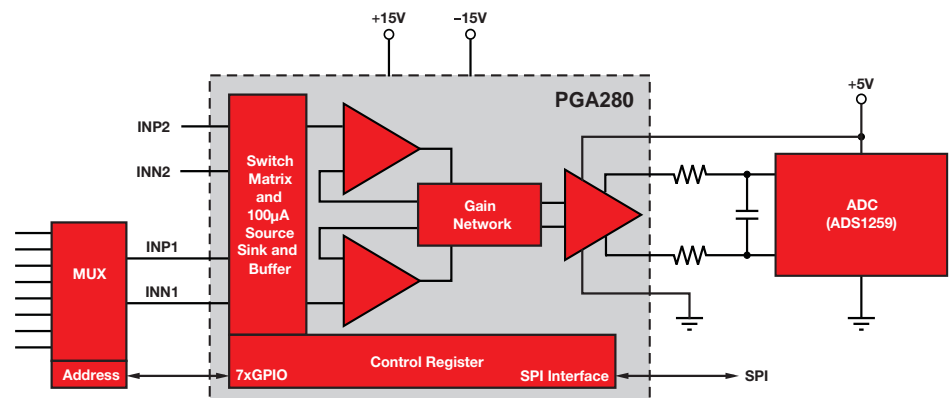 +15V
–15V
PGA280
+5V
INP2
INN2
INP1
INN1
MUX
Address
Switch
Matrix
and
100µA
Source
Sink and
Buffer
Gain
Network
ADC
(ADS1259)
Control Register
7xGPIO
SPI Interface
SPI